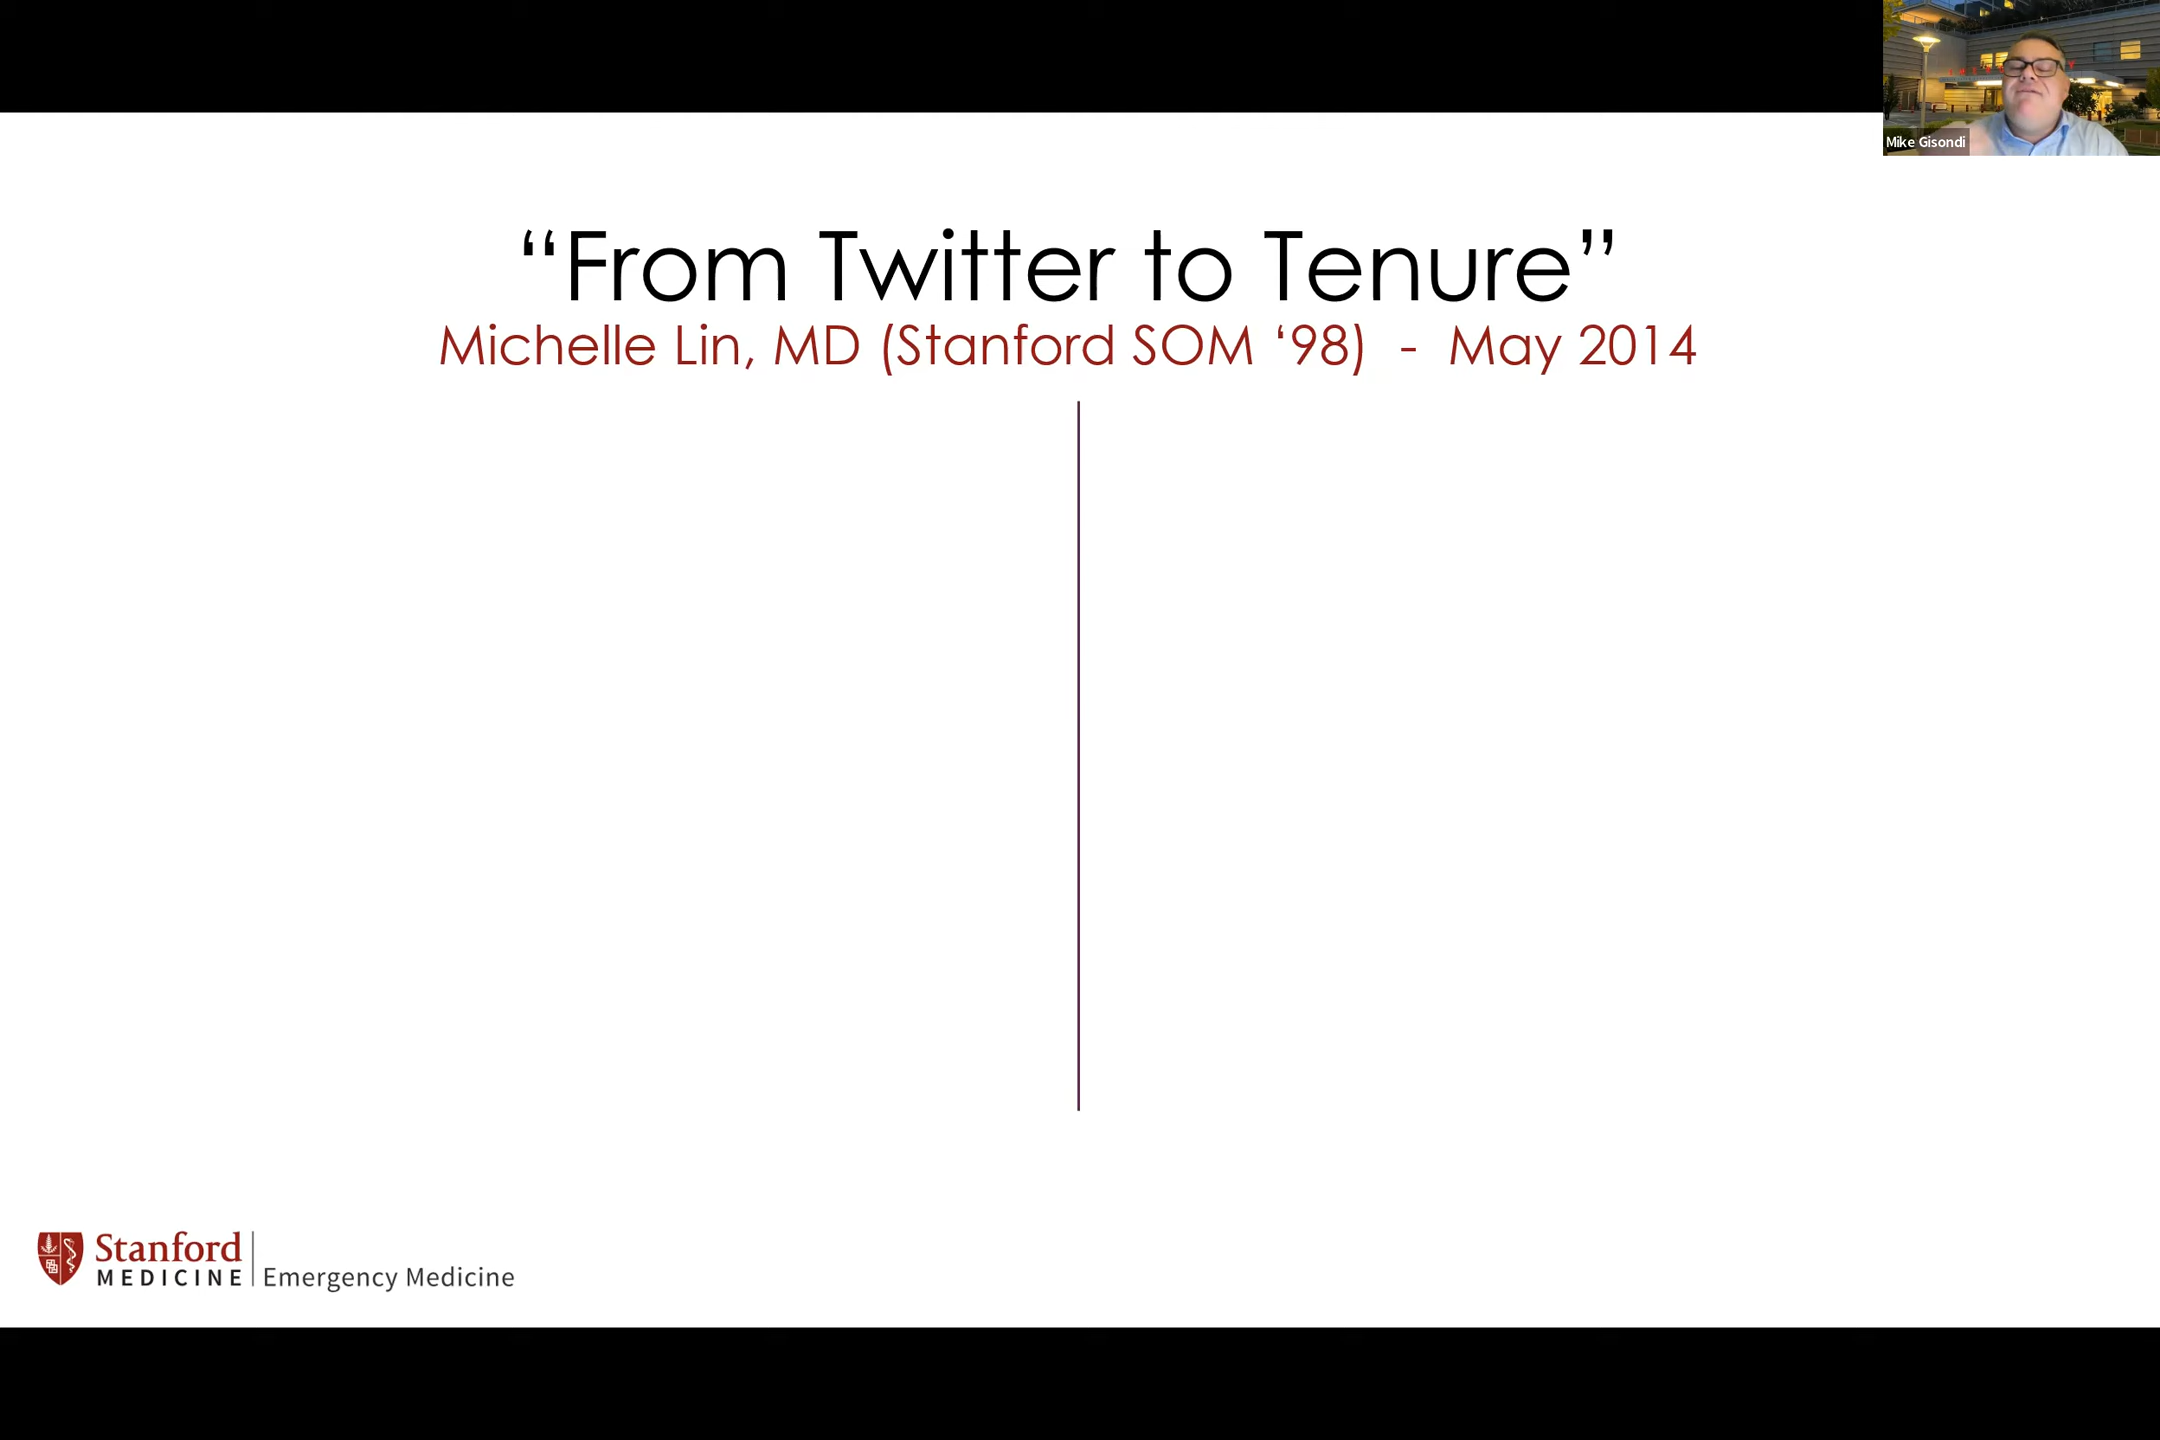 Mike Gisondi
“From Twitter to Tenure”
Michelle Lin, MD (Stanford SOM ‘98) - May 2014
Stanford
MEDICINE
Emergency Medicine